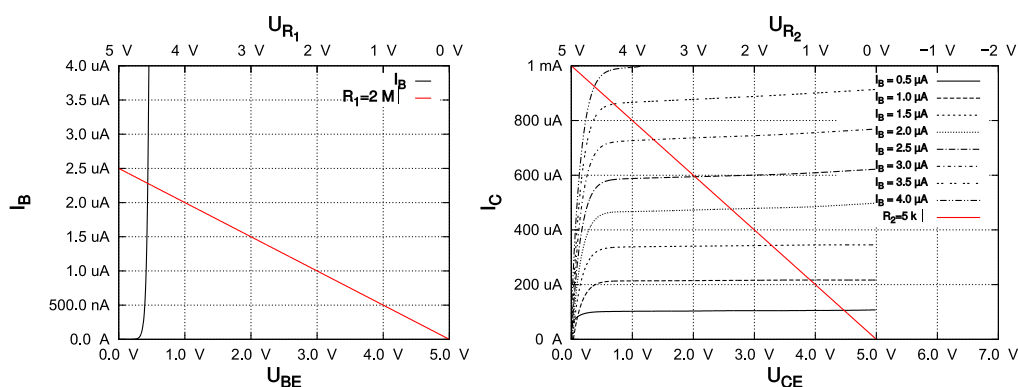 U_R1
5 V 4 V 3 V 2 V 1 V 0 V
4.0 uA
3.5 uA
3.0 uA
2.5 uA
2.0 uA
1.5 uA
1.0 uA
500.0 nA
0.0 A
I_B
I_B
R_1=2 M
0.0 V 1.0 V 2.0 V 3.0 V 4.0 V 5.0 V
U_BE
U_R2
5 V 4 V 3 V 2 V 1 V 0 V −1 V −2 V
1 mA
800 uA
600 uA
400 uA
200 uA
0 A
I_C
I_B = 0.5 µA
I_B = 1.0 µA
I_B = 1.5 µA
I_B = 2.0 µA
I_B = 2.5 µA
I_B = 3.0 µA
I_B = 3.5 µA
I_B = 4.0 µA
R_2=5 k
0.0 V 1.0 V 2.0 V 3.0 V 4.0 V 5.0 V 6.0 V 7.0 V
U_CE